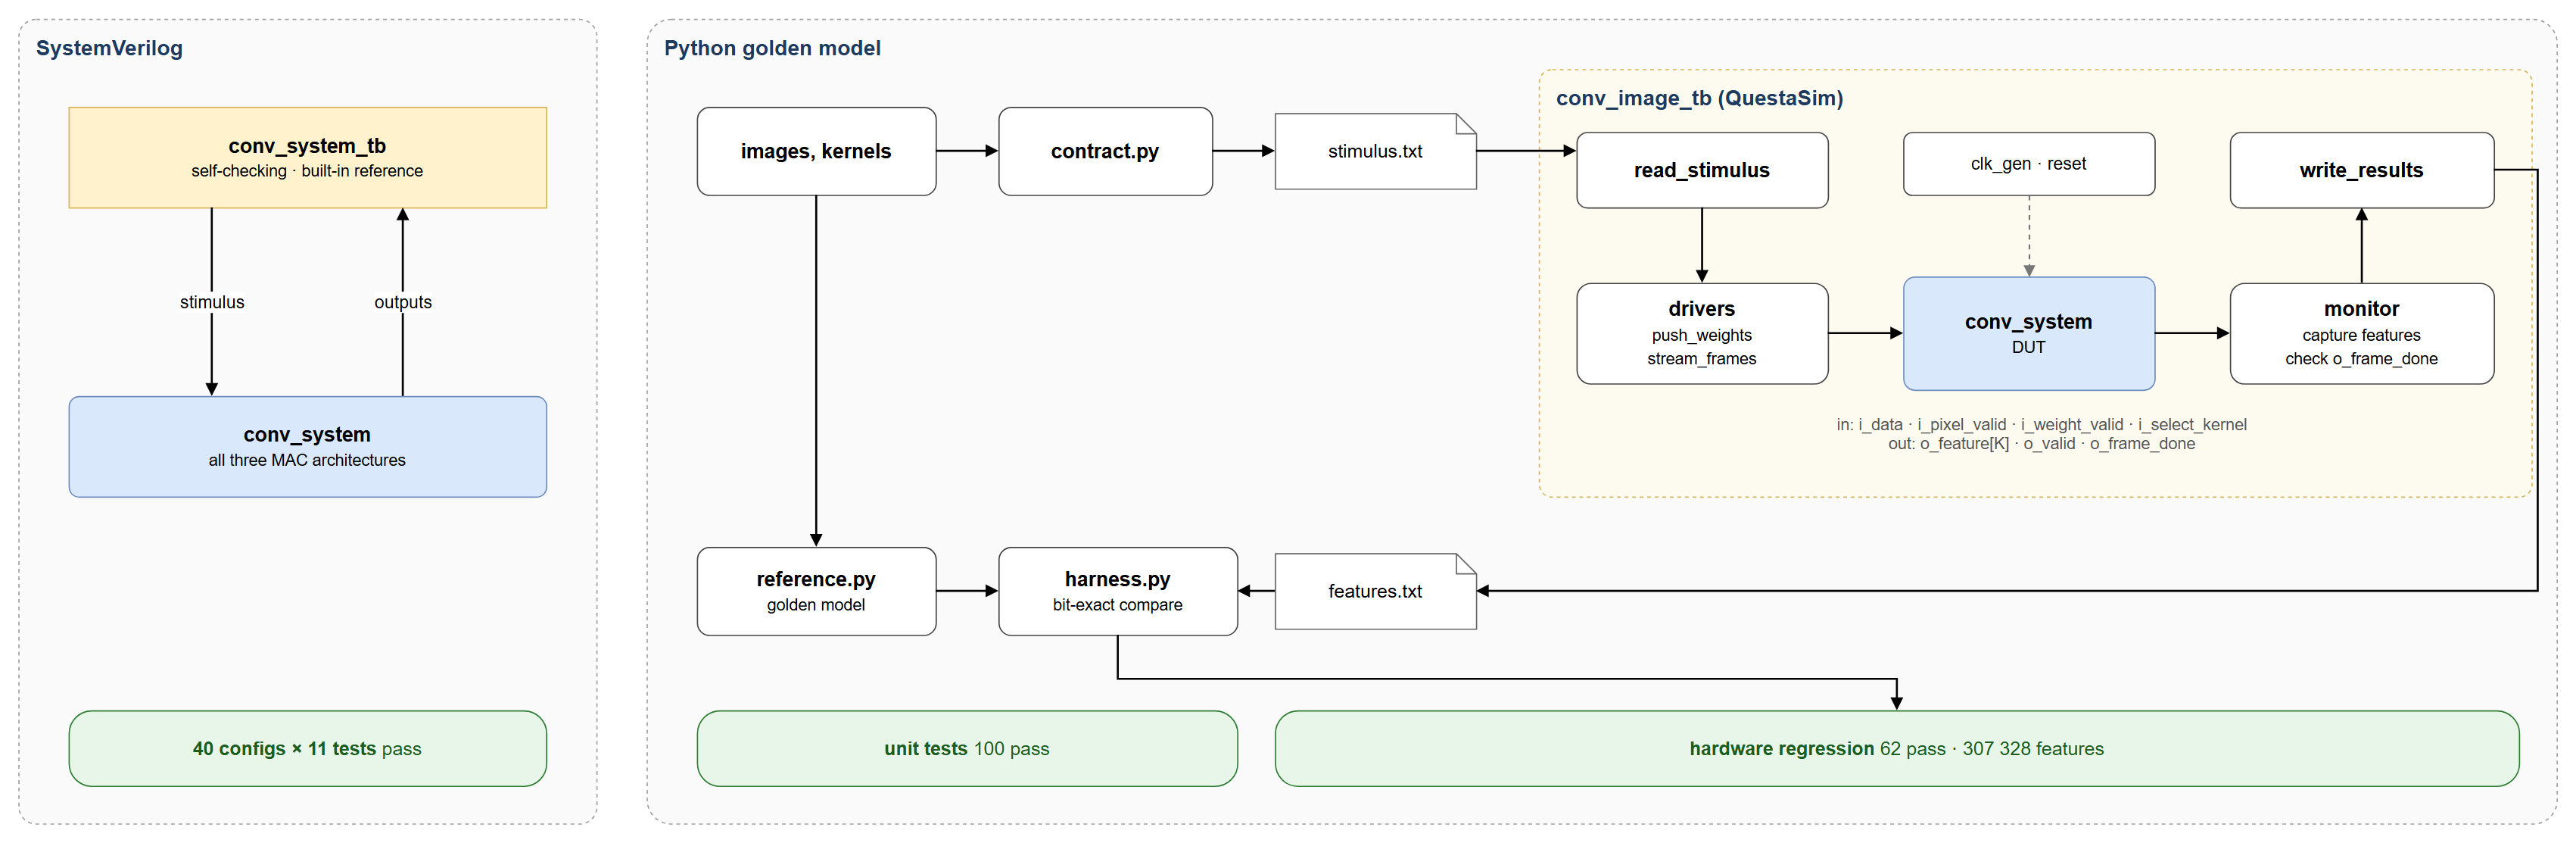 SystemVerilog
conv_system_tb
self-checking · built-in reference
stimulus
outputs
conv_system
all three MAC architectures
40 configs × 11 tests pass
Python golden model
images, kernels
contract.py
stimulus.txt
conv_image_tb (QuestaSim)
read_stimulus
clk_gen · reset
write_results
drivers
push_weights
stream_frames
conv_system
DUT
monitor
capture features
check o_frame_done
in: i_data · i_pixel_valid · i_weight_valid · i_select_kernel
out: o_feature[K] · o_valid · o_frame_done
reference.py
golden model
harness.py
bit-exact compare
features.txt
unit tests 100 pass
hardware regression 62 pass · 307 328 features